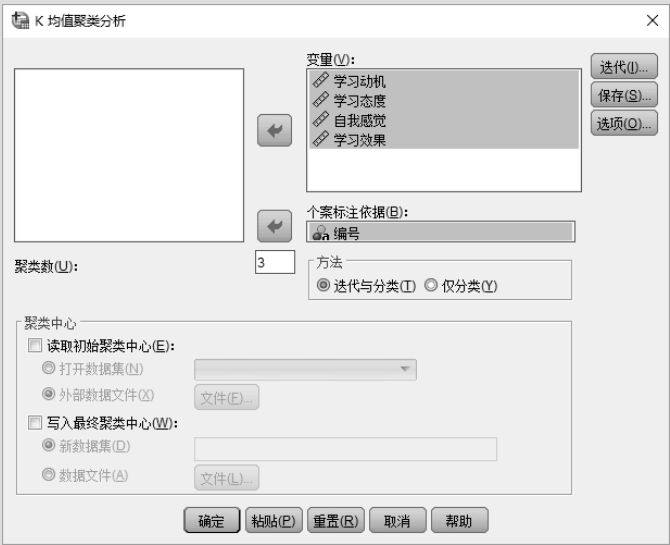 K 均值聚类分析
变量(V):
学习动机
学习态度
自我感觉
学习效果
迭代(I)...
保存(S)...
选项(O)...
个案标注依据(B):
编号
聚类数(U):
3
方法
迭代与分类(T)
仅分类(Y)
聚类中心
读取初始聚类中心(E):
打开数据集(N)
外部数据文件(X)
文件(F)...
写入最终聚类中心(W):
新数据集(D)
数据文件(A)
文件(L)...
确定
粘贴(P)
重置(R)
取消
帮助